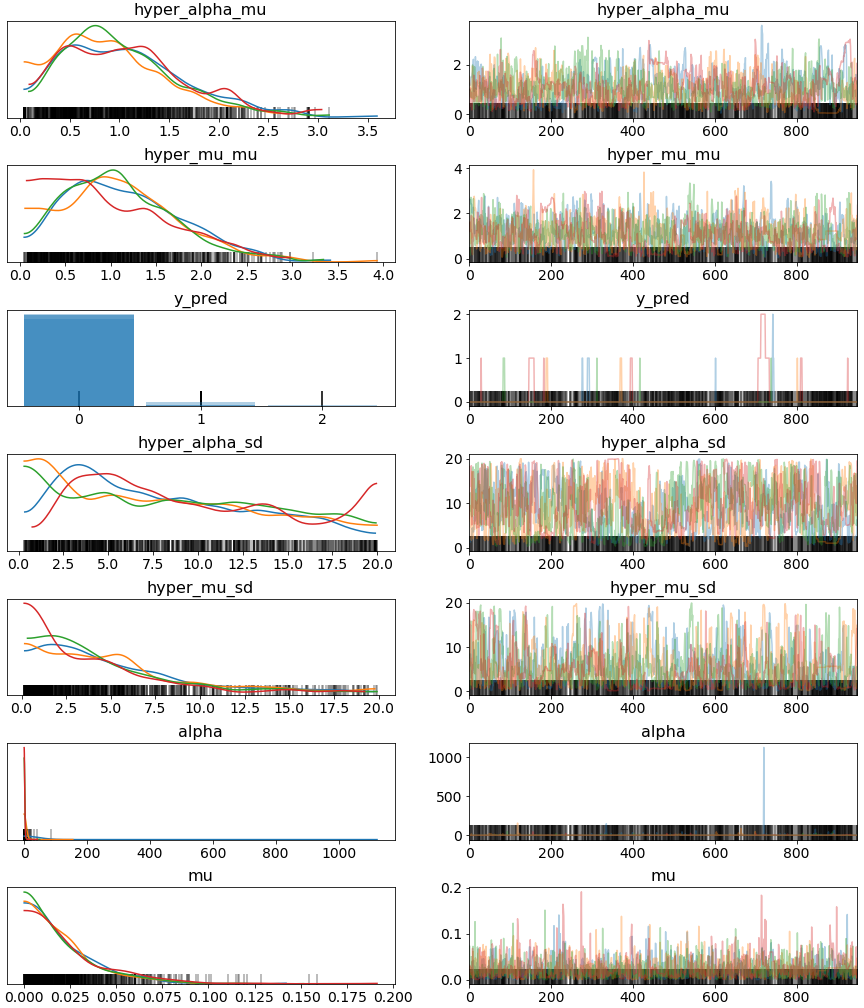 hyper_alpha_mu hyper_alpha_mu
2
0
0.0 0.5 1.0 1.5 2.0 2.5 3.0 3.5 0 200 400 600 800
hyper_mu_mu hyper_mu_mu
4
2
0
0.0 0.5 1.0 1.5 2.0 2.5 3.0 3.5 4.0 0 200 400 600 800
y_pred y_pred
2
1
0
0 1 2 0 200 400 600 800
hyper_alpha_sd hyper_alpha_sd
20
10
0
0.0 2.5 5.0 7.5 10.0 12.5 15.0 17.5 20.0 0 200 400 600 800
hyper_mu_sd hyper_mu_sd
20
10
0
0.0 2.5 5.0 7.5 10.0 12.5 15.0 17.5 20.0 0 200 400 600 800
alpha alpha
1000
500
0
0 200 400 600 800 1000 0 200 400 600 800
mu mu
0.2
0.1
0.0
0.000 0.025 0.050 0.075 0.100 0.125 0.150 0.175 0.200 0 200 400 600 800